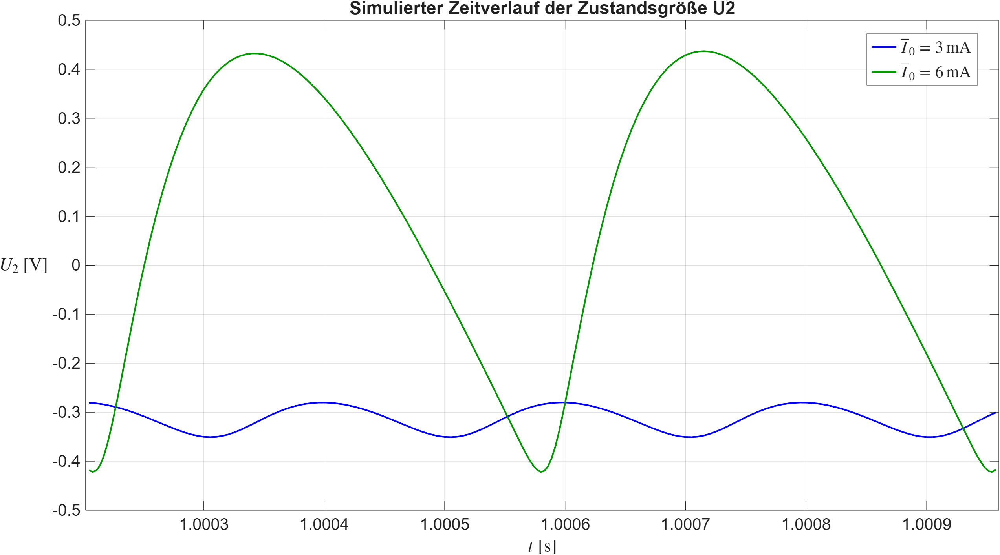 Simulierter Zeitverlauf der Zustandsgröße U2
0.5
0.4
0.3
0.2
0.1
0
-0.1
-0.2
-0.3
-0.4
-0.5
U₂ [V]
I̅₀ = 3 mA
I̅₀ = 6 mA
1.0003 1.0004 1.0005 1.0006 1.0007 1.0008 1.0009
t [s]